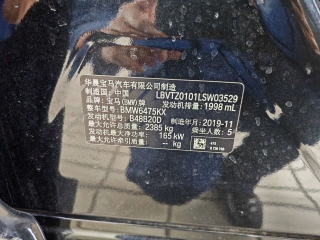 华晨宝马汽车有限公司制造
制造国：中国 LBVTZ0101LSW03529
品牌：宝马(BMW)牌 发动机排量：1998 mL
整车型号：BMW6475KX
发动机型号：B48B20D 制造年月：2019-11
最大允许总质量：2385 kg 乘坐人数：5
发动机最大净功率：165 kW
最大允许牵引质量：— kg